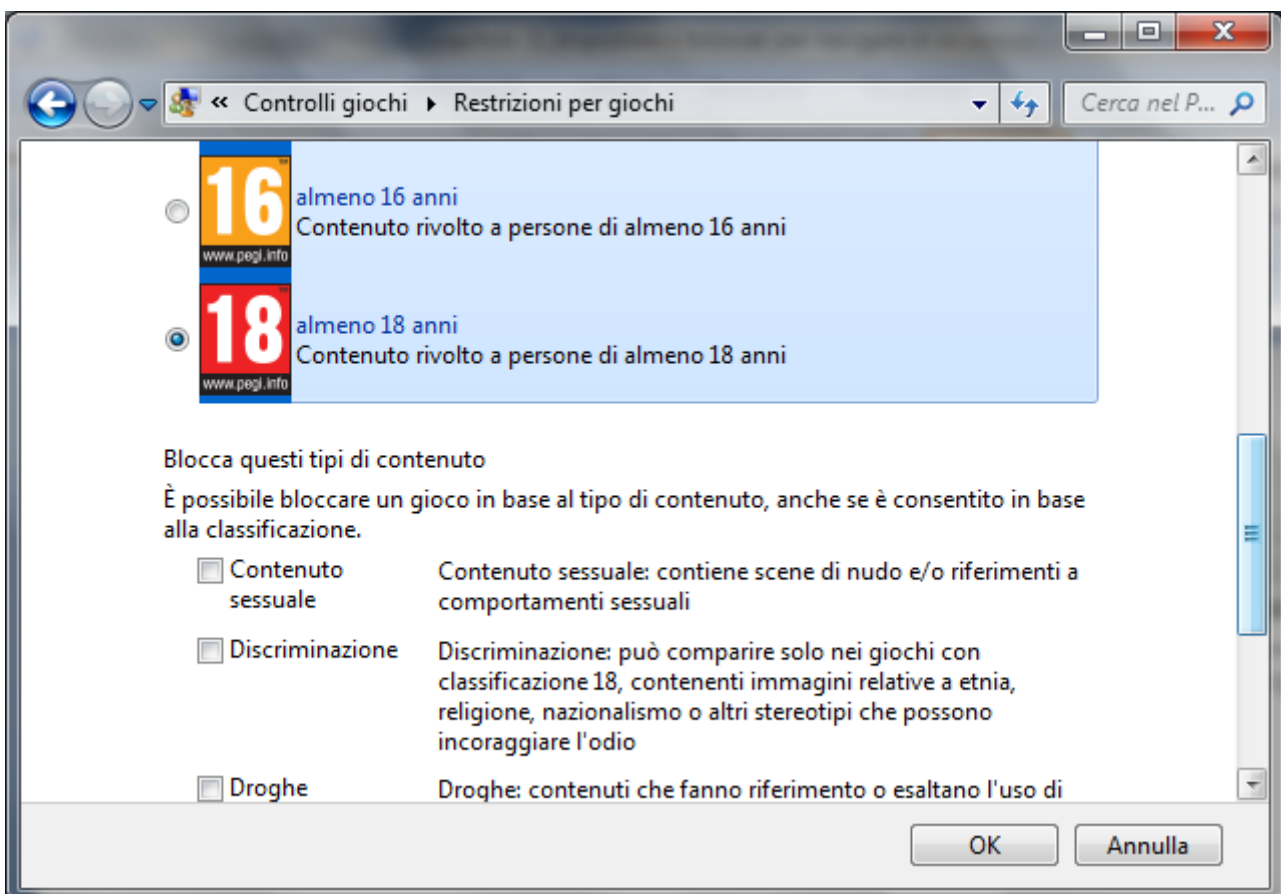 « Controlli giochi Restrizioni per giochi
Cerca nel P...
16
www.pegi.info
almeno 16 anni
Contenuto rivolto a persone di almeno 16 anni
18
www.pegi.info
almeno 18 anni
Contenuto rivolto a persone di almeno 18 anni
Blocca questi tipi di contenuto
È possibile bloccare un gioco in base al tipo di contenuto, anche se è consentito in base
alla classificazione.
Contenuto
sessuale
Contenuto sessuale: contiene scene di nudo e/o riferimenti a
comportamenti sessuali
Discriminazione
Discriminazione: può comparire solo nei giochi con
classificazione 18, contenenti immagini relative a etnia,
religione, nazionalismo o altri stereotipi che possono
incoraggiare l'odio
Droghe
Droghe: contenuti che fanno riferimento o esaltano l'uso di
OK
Annulla